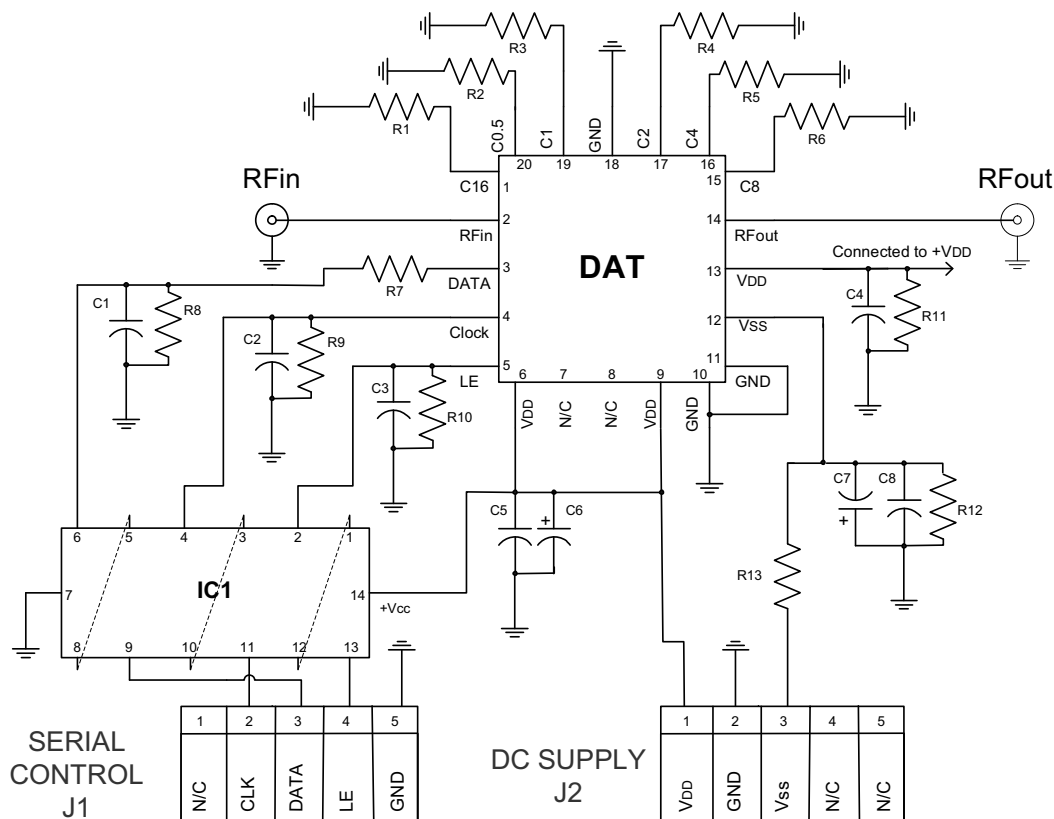 R3
R4
R2
R5
R1
R6
C0.5
C1
GND
C2
C4
20
19
18
17
16
C16
1
15
C8
RFin
RFout
2
14
RFin
RFout
DAT
Connected to +VDD
3
13
DATA
R7
VDD
C1
R8
C4
R11
4
12
Clock
VSS
C2
R9
5
11
LE
GND
C3
R10
6
7
8
9
10
VDD
N/C
N/C
VDD
GND
C5
+
C6
C7
C8
+
R12
R13
6
5
4
3
2
1
7
IC1
14
+Vcc
8
9
10
11
12
13
1
2
3
4
5
N/C
CLK
DATA
LE
GND
SERIAL
CONTROL
J1
DC SUPPLY
J2
1
2
3
4
5
VDD
GND
Vss
N/C
N/C